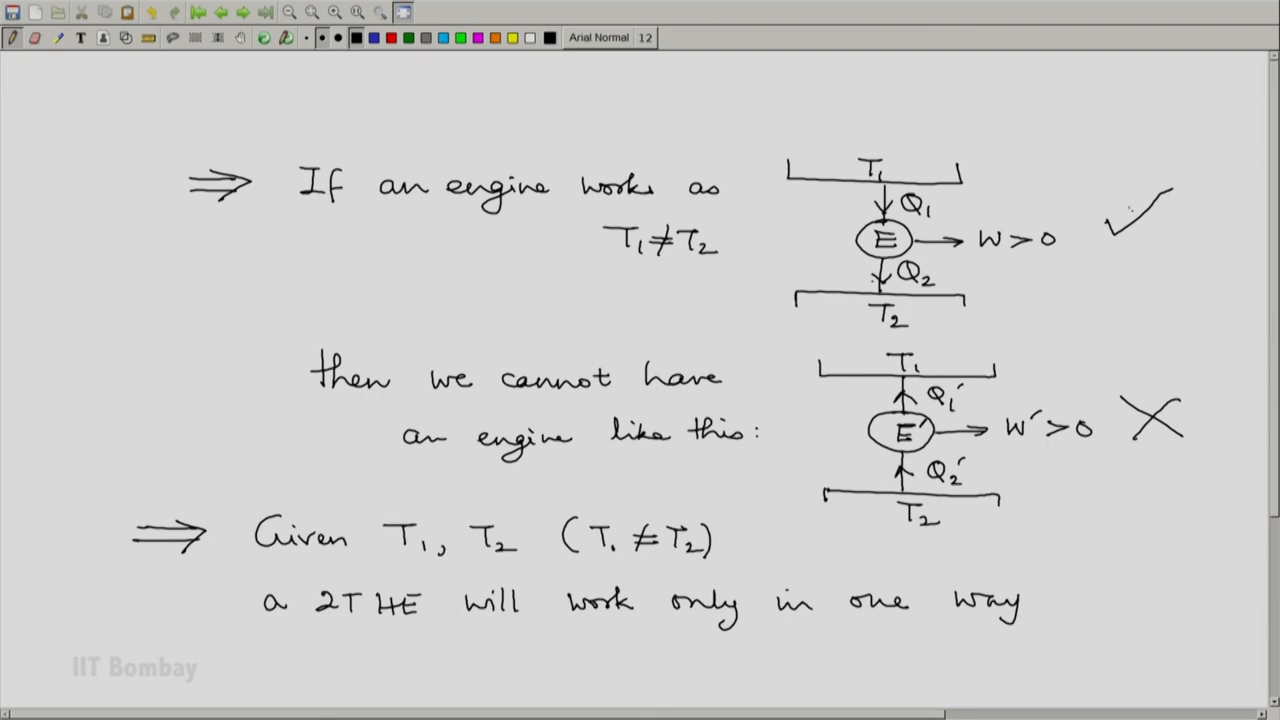 Arial Normal 12
⇒ If an engine works as
T₁ ≠ T₂
T₁
Q₁
E → W > 0 ✓
Q₂
T₂
then we cannot have
an engine like this:
T₁
Q₁′
E′ → W′ > 0 ✗
Q₂′
T₂
⇒ Given T₁, T₂ (T₁ ≠ T₂)
a 2T HE will work only in one way
IIT Bombay